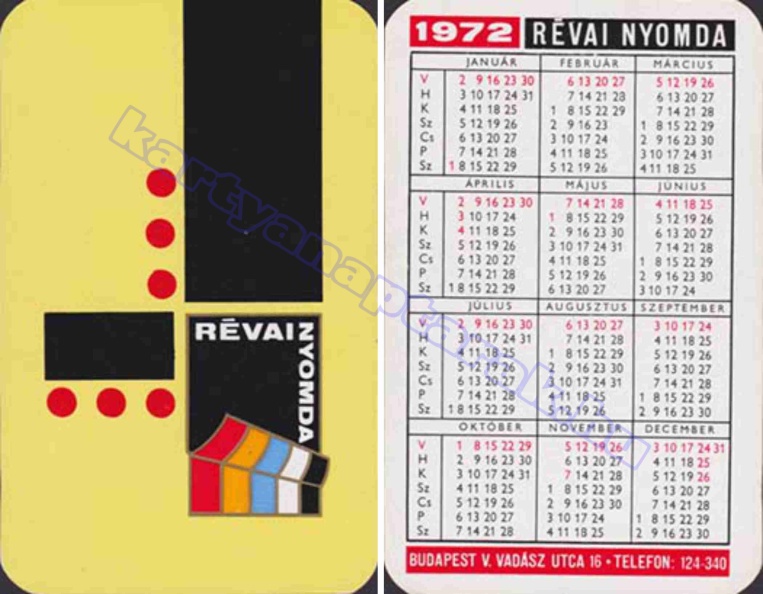 RÉVAI
NYOMDA
1972 RÉVAI NYOMDA
JANUÁR FEBRUÁR MÁRCIUS
V 2 9 16 23 30 6 13 20 27 5 12 19 26
H 3 10 17 24 31 7 14 21 28 6 13 20 27
K 4 11 18 25 1 8 15 22 29 7 14 21 28
Sz 5 12 19 26 2 9 16 23 1 8 15 22 29
Cs 6 13 20 27 3 10 17 24 2 9 16 23 30
P 7 14 21 28 4 11 18 25 3 10 17 24 31
Sz 1 8 15 22 29 5 12 19 26 4 11 18 25
ÁPRILIS MÁJUS JÚNIUS
V 2 9 16 23 30 7 14 21 28 4 11 18 25
H 3 10 17 24 1 8 15 22 29 5 12 19 26
K 4 11 18 25 2 9 16 23 30 6 13 20 27
Sz 5 12 19 26 3 10 17 24 31 7 14 21 28
Cs 6 13 20 27 4 11 18 25 1 8 15 22 29
P 7 14 21 28 5 12 19 26 2 9 16 23 30
Sz 1 8 15 22 29 6 13 20 27 3 10 17 24
JÚLIUS AUGUSZTUS SZEPTEMBER
V 2 9 16 23 30 6 13 20 27 3 10 17 24
H 3 10 17 24 31 7 14 21 28 4 11 18 25
K 4 11 18 25 1 8 15 22 29 5 12 19 26
Sz 5 12 19 26 2 9 16 23 30 6 13 20 27
Cs 6 13 20 27 3 10 17 24 31 7 14 21 28
P 7 14 21 28 4 11 18 25 1 8 15 22 29
Sz 1 8 15 22 29 5 12 19 26 2 9 16 23 30
OKTÓBER NOVEMBER DECEMBER
V 1 8 15 22 29 5 12 19 26 3 10 17 24 31
H 2 9 16 23 30 6 13 20 27 4 11 18 25
K 3 10 17 24 31 7 14 21 28 5 12 19 26
Sz 4 11 18 25 1 8 15 22 29 6 13 20 27
Cs 5 12 19 26 2 9 16 23 30 7 14 21 28
P 6 13 20 27 3 10 17 24 1 8 15 22 29
Sz 7 14 21 28 4 11 18 25 2 9 16 23 30
BUDAPEST V. VADÁSZ UTCA 16 • TELEFON: 124-340
kartyanaptarok.hu